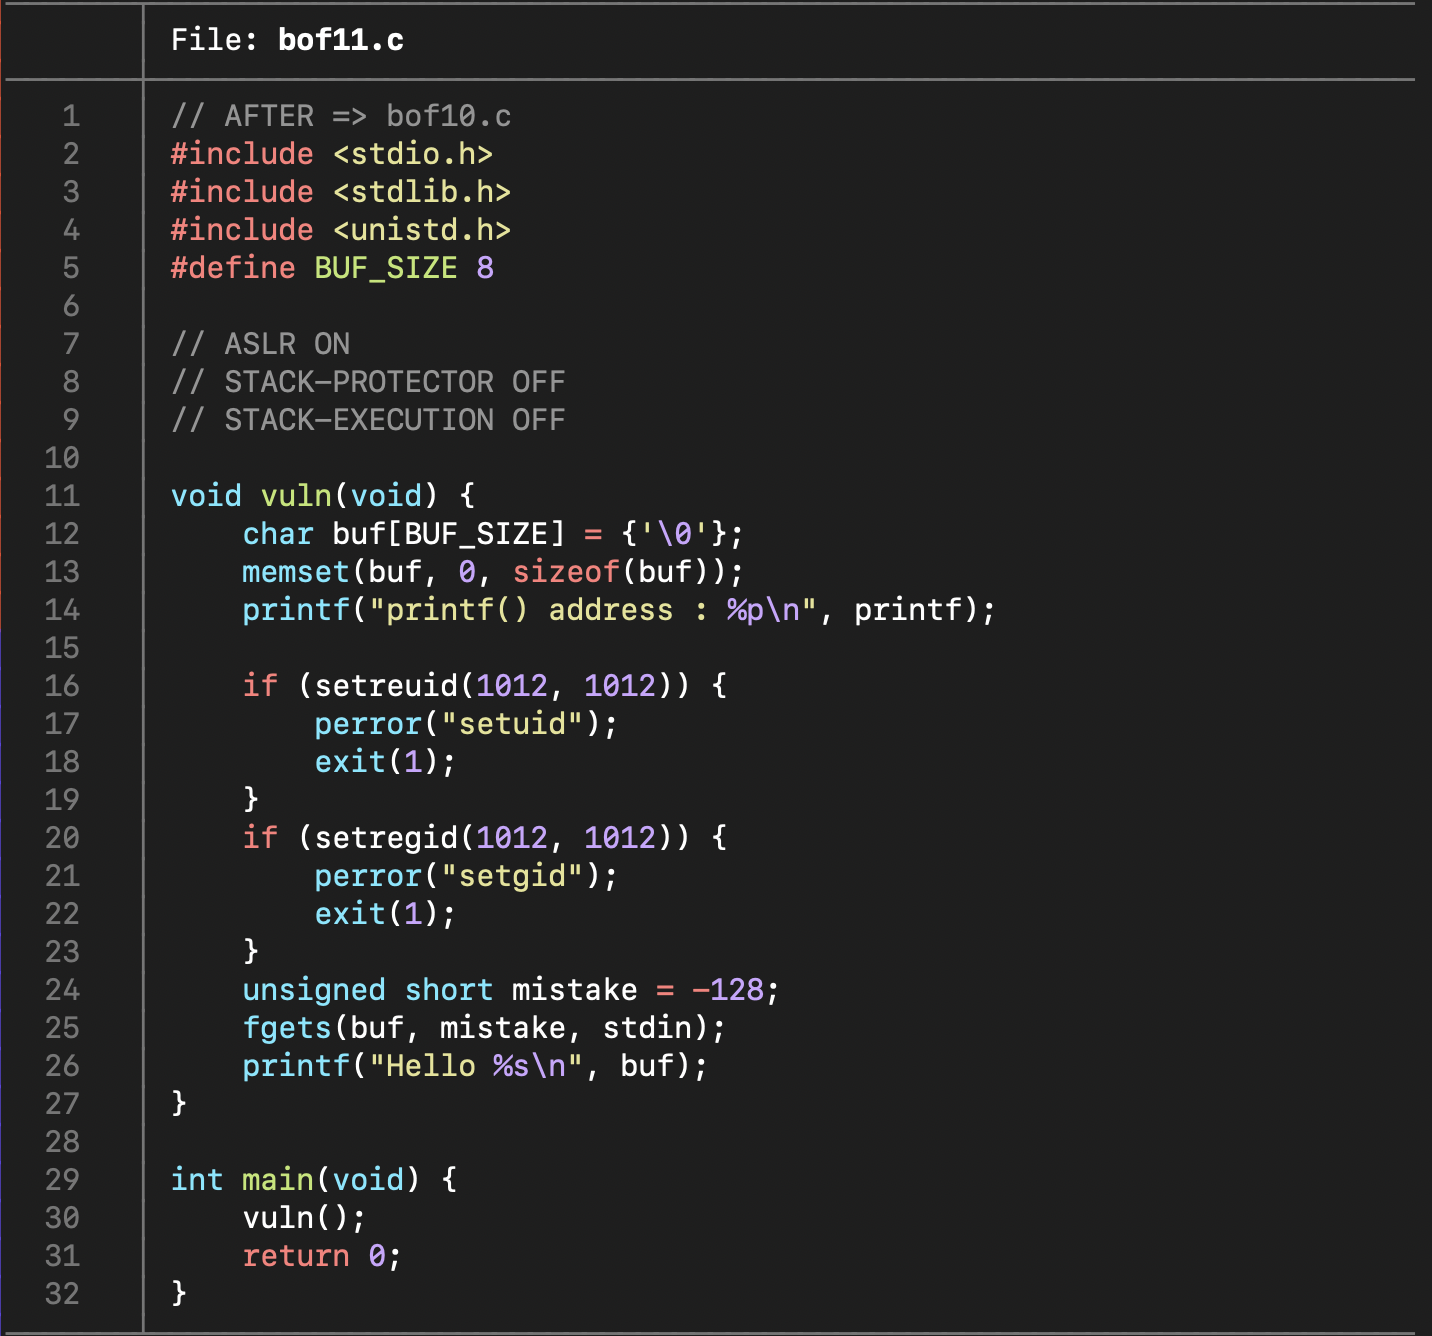 File: bof11.c
1 // AFTER => bof10.c
2 #include <stdio.h>
3 #include <stdlib.h>
4 #include <unistd.h>
5 #define BUF_SIZE 8
6
7 // ASLR ON
8 // STACK-PROTECTOR OFF
9 // STACK-EXECUTION OFF
10
11 void vuln(void) {
12     char buf[BUF_SIZE] = {'\0'};
13     memset(buf, 0, sizeof(buf));
14     printf("printf() address : %p\n", printf);
15
16     if (setreuid(1012, 1012)) {
17         perror("setuid");
18         exit(1);
19     }
20     if (setregid(1012, 1012)) {
21         perror("setgid");
22         exit(1);
23     }
24     unsigned short mistake = -128;
25     fgets(buf, mistake, stdin);
26     printf("Hello %s\n", buf);
27 }
28
29 int main(void) {
30     vuln();
31     return 0;
32 }